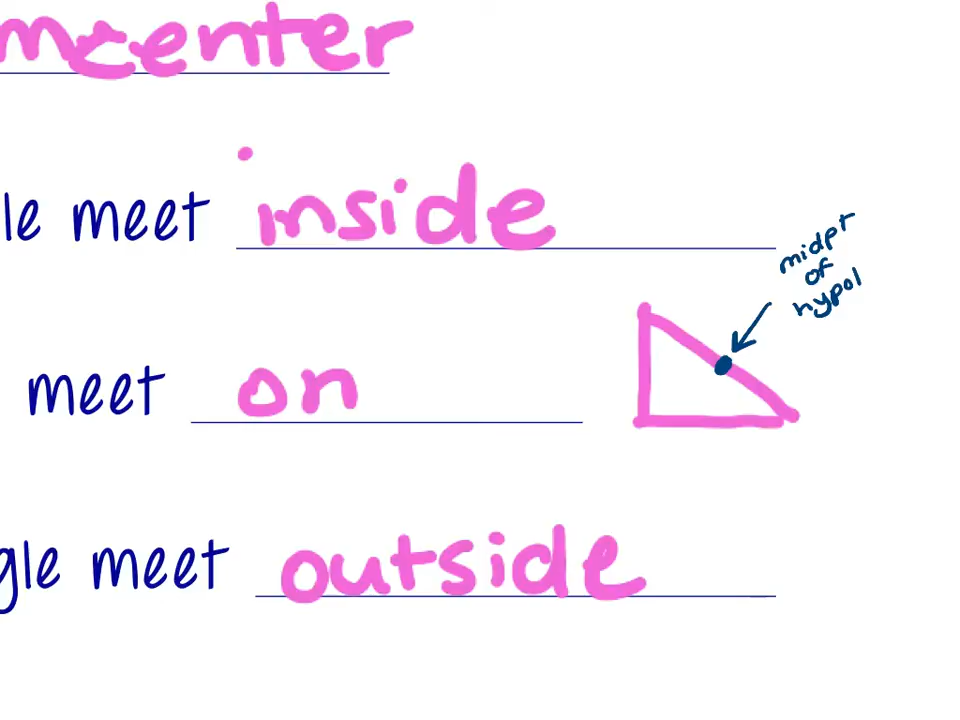 mcenter
le meet inside
midpt
of
hypot
meet on
gle meet outside